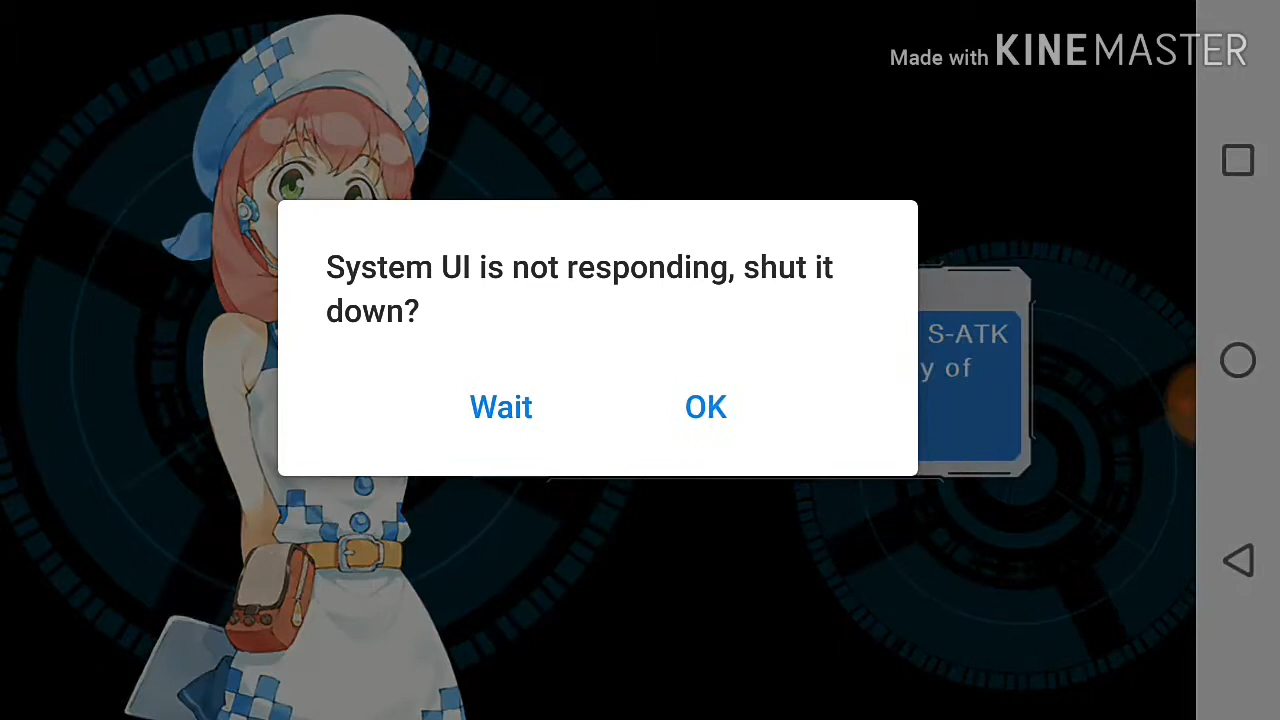 Made with KINEMASTER
System UI is not responding, shut it
down?
S-ATK
y of
Wait OK